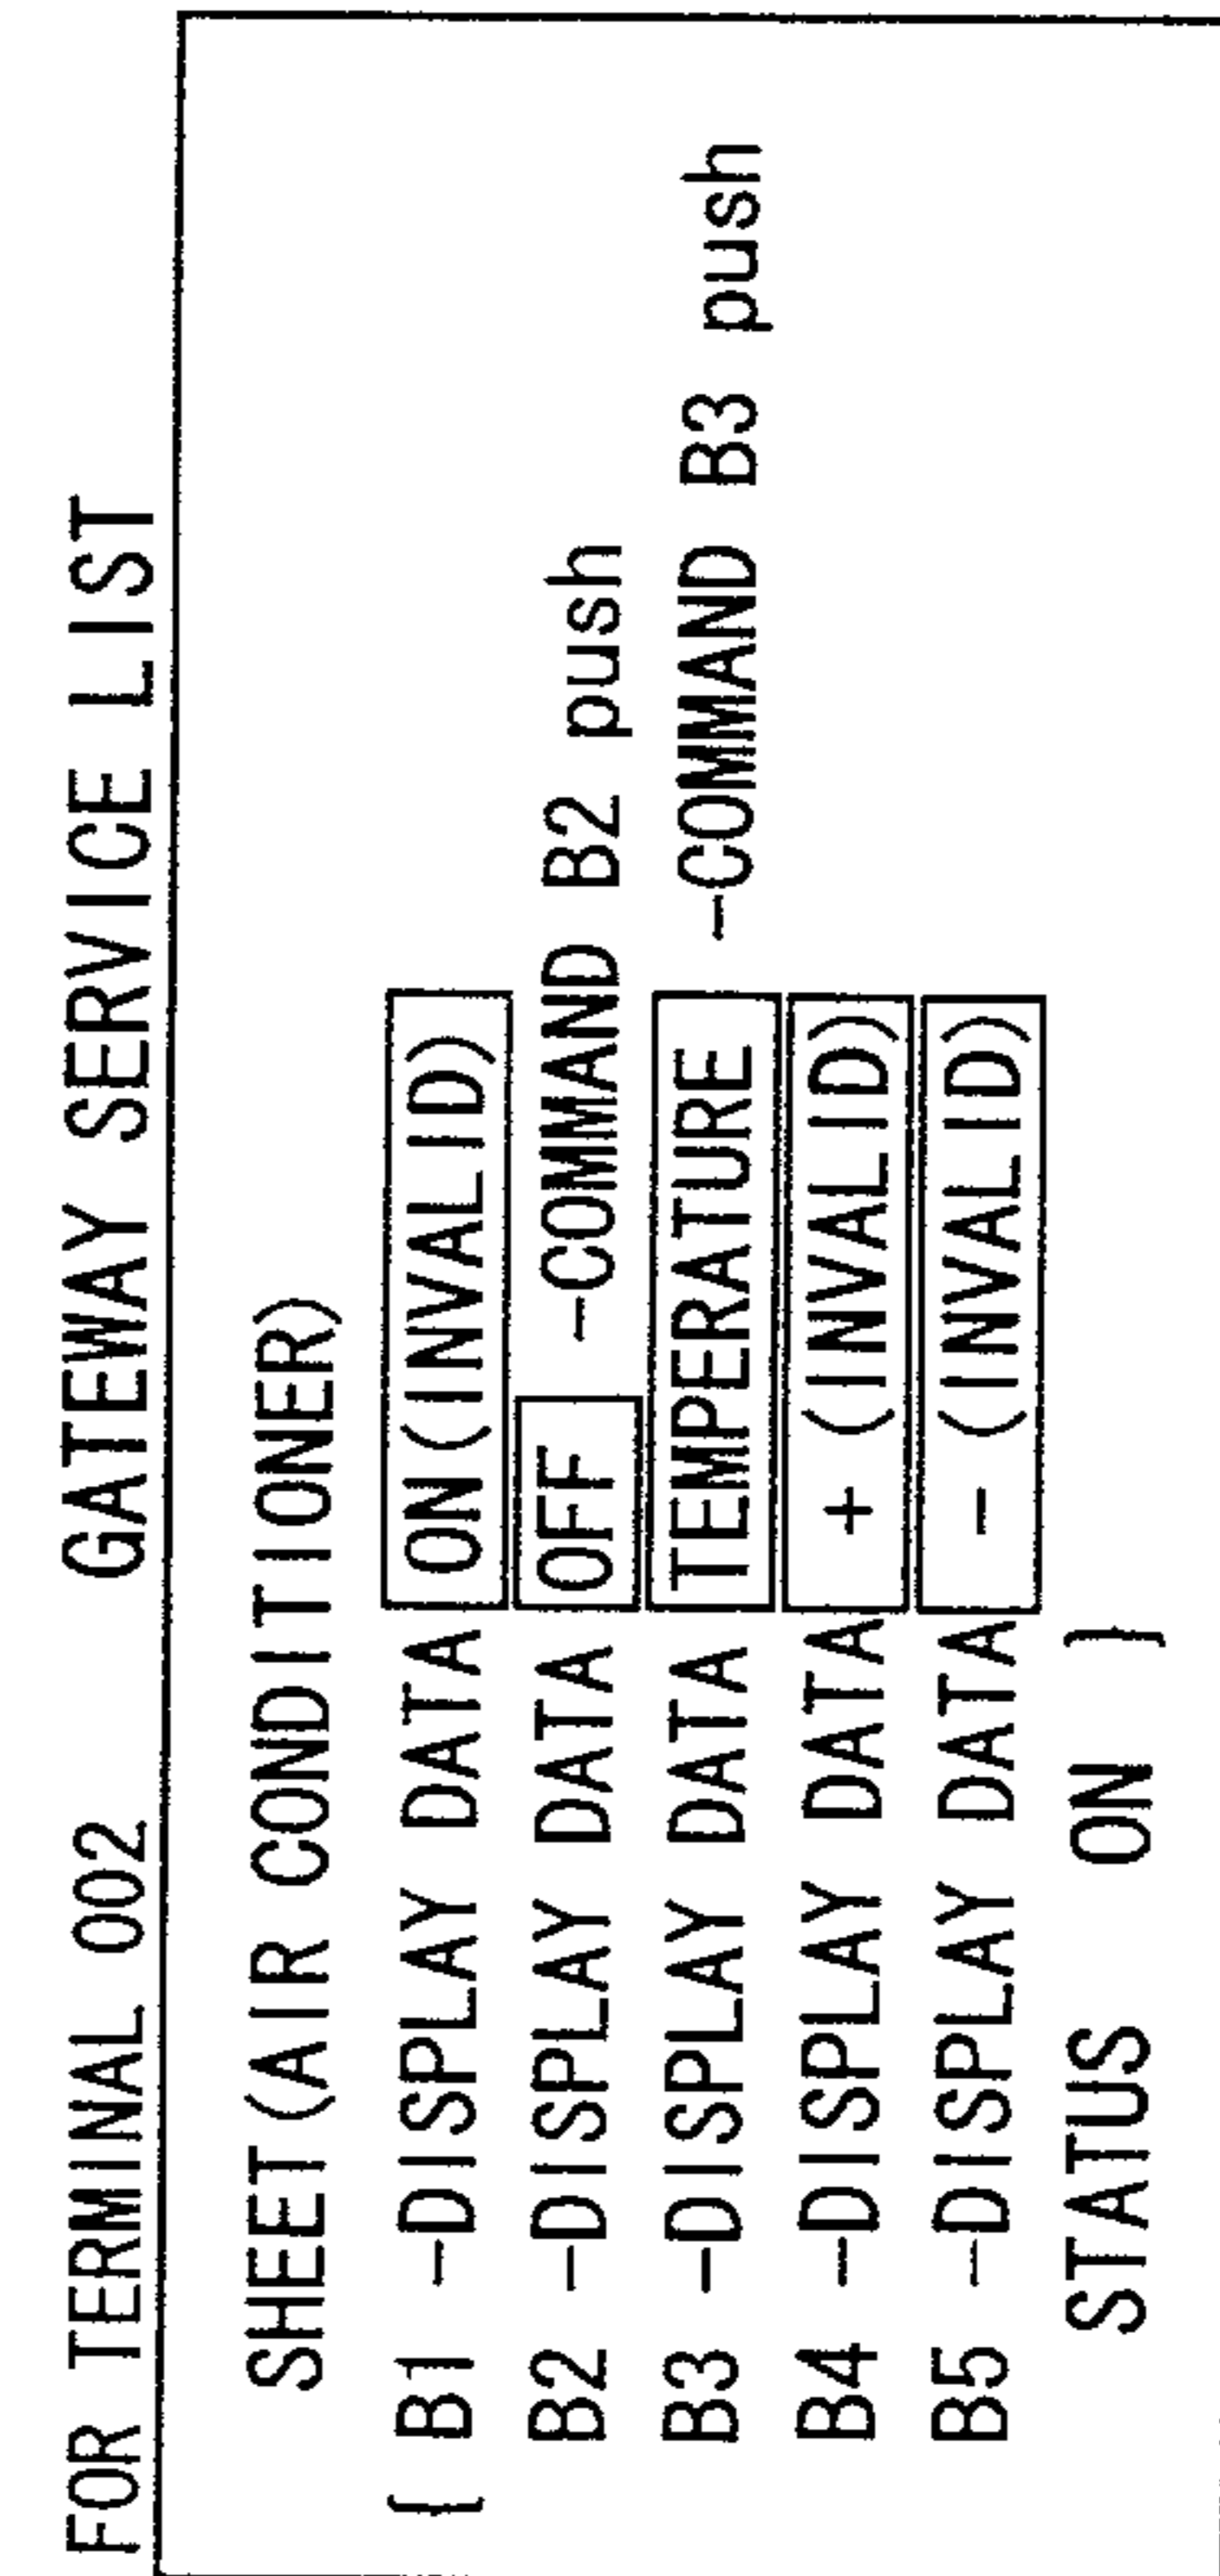 FOR TERMINAL 002 GATEWAY SERVICE LIST
SHEET(AIR CONDITIONER)
{ B1 -DISPLAY DATA ON(INVALID)
B2 -DISPLAY DATA OFF -COMMAND B2 push
B3 -DISPLAY DATA TEMPERATURE -COMMAND B3 push
B4 -DISPLAY DATA + (INVALID)
B5 -DISPLAY DATA - (INVALID)
STATUS ON }